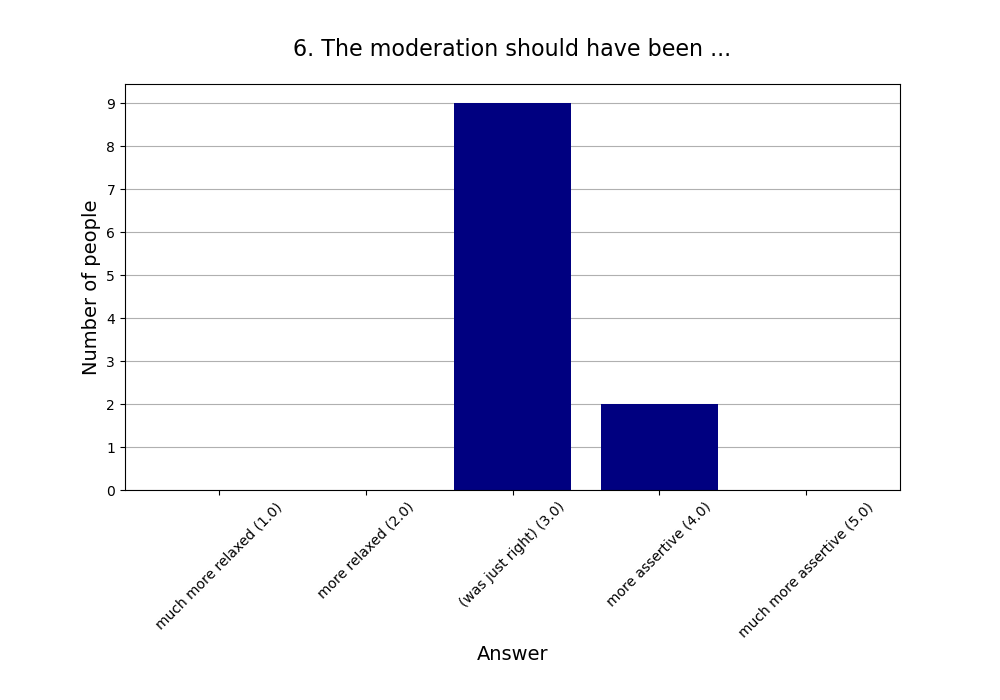 6. The moderation should have been ...
Number of people
9
8
7
6
5
4
3
2
1
0
much more relaxed (1.0)
more relaxed (2.0)
(was just right) (3.0)
more assertive (4.0)
much more assertive (5.0)
Answer